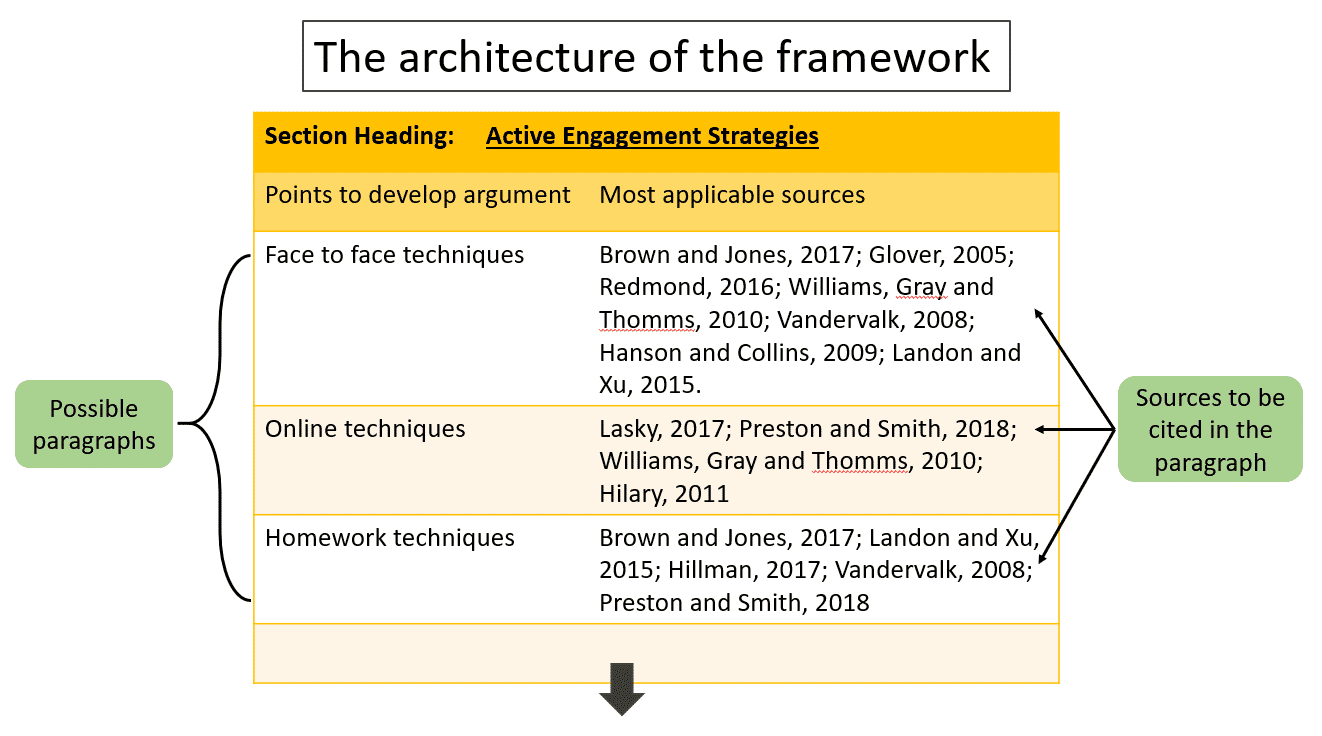 The architecture of the framework
Section Heading: Active Engagement Strategies
Points to develop argument Most applicable sources
Face to face techniques
Brown and Jones, 2017; Glover, 2005;
Redmond, 2016; Williams, Gray and
Thomms, 2010; Vandervalk, 2008;
Hanson and Collins, 2009; Landon and
Xu, 2015.
Online techniques
Lasky, 2017; Preston and Smith, 2018;
Williams, Gray and Thomms, 2010;
Hilary, 2011
Homework techniques
Brown and Jones, 2017; Landon and Xu,
2015; Hillman, 2017; Vandervalk, 2008;
Preston and Smith, 2018
Possible
paragraphs
Sources to be
cited in the
paragraph